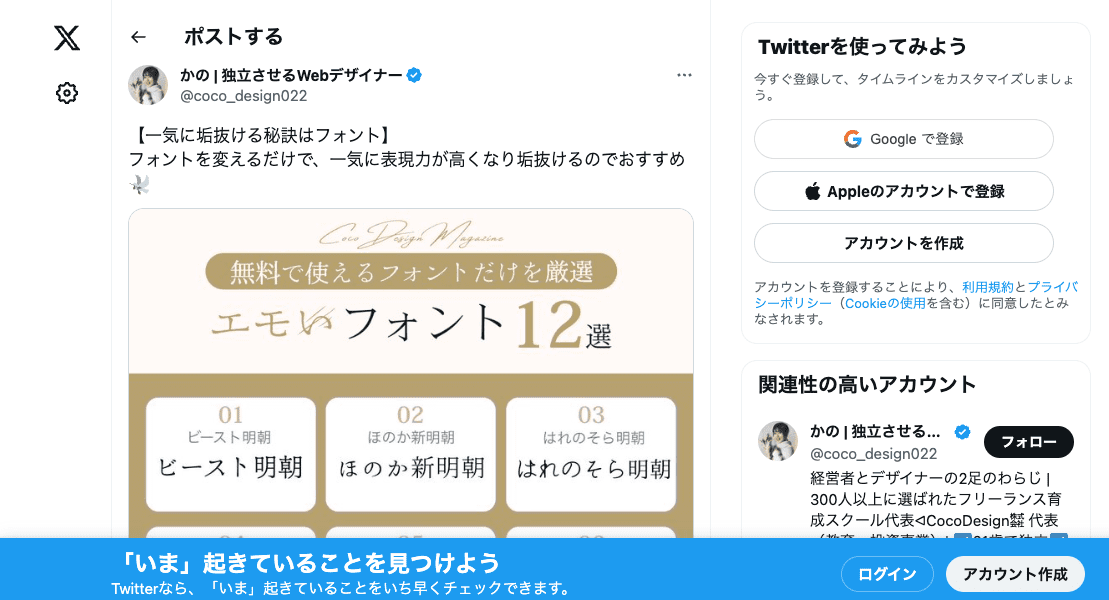 ポストする
かの | 独立させるWebデザイナー
@coco_design022
【一気に垢抜ける秘訣はフォント】
フォントを変えるだけで、一気に表現力が高くなり垢抜けるのでおすすめ
Coco Design Magazine
無料で使えるフォントだけを厳選
エモいフォント12選
01
ビースト明朝
ビースト明朝
02
ほのか新明朝
ほのか新明朝
03
はれのそら明朝
はれのそら明朝
Twitterを使ってみよう
今すぐ登録して、タイムラインをカスタマイズしましょ
う。
Google で登録
Appleのアカウントで登録
アカウントを作成
アカウントを登録することにより、利用規約とプライバ
シーポリシー（Cookieの使用を含む）に同意したとみ
なされます。
関連性の高いアカウント
かの | 独立させる...
@coco_design022
フォロー
経営者とデザイナーの2足のわらじ |
300人以上に選ばれたフリーランス育
成スクール代表◁CocoDesign 代表
「いま」起きていることを見つけよう
Twitterなら、「いま」起きていることをいち早くチェックできます。
ログイン
アカウント作成